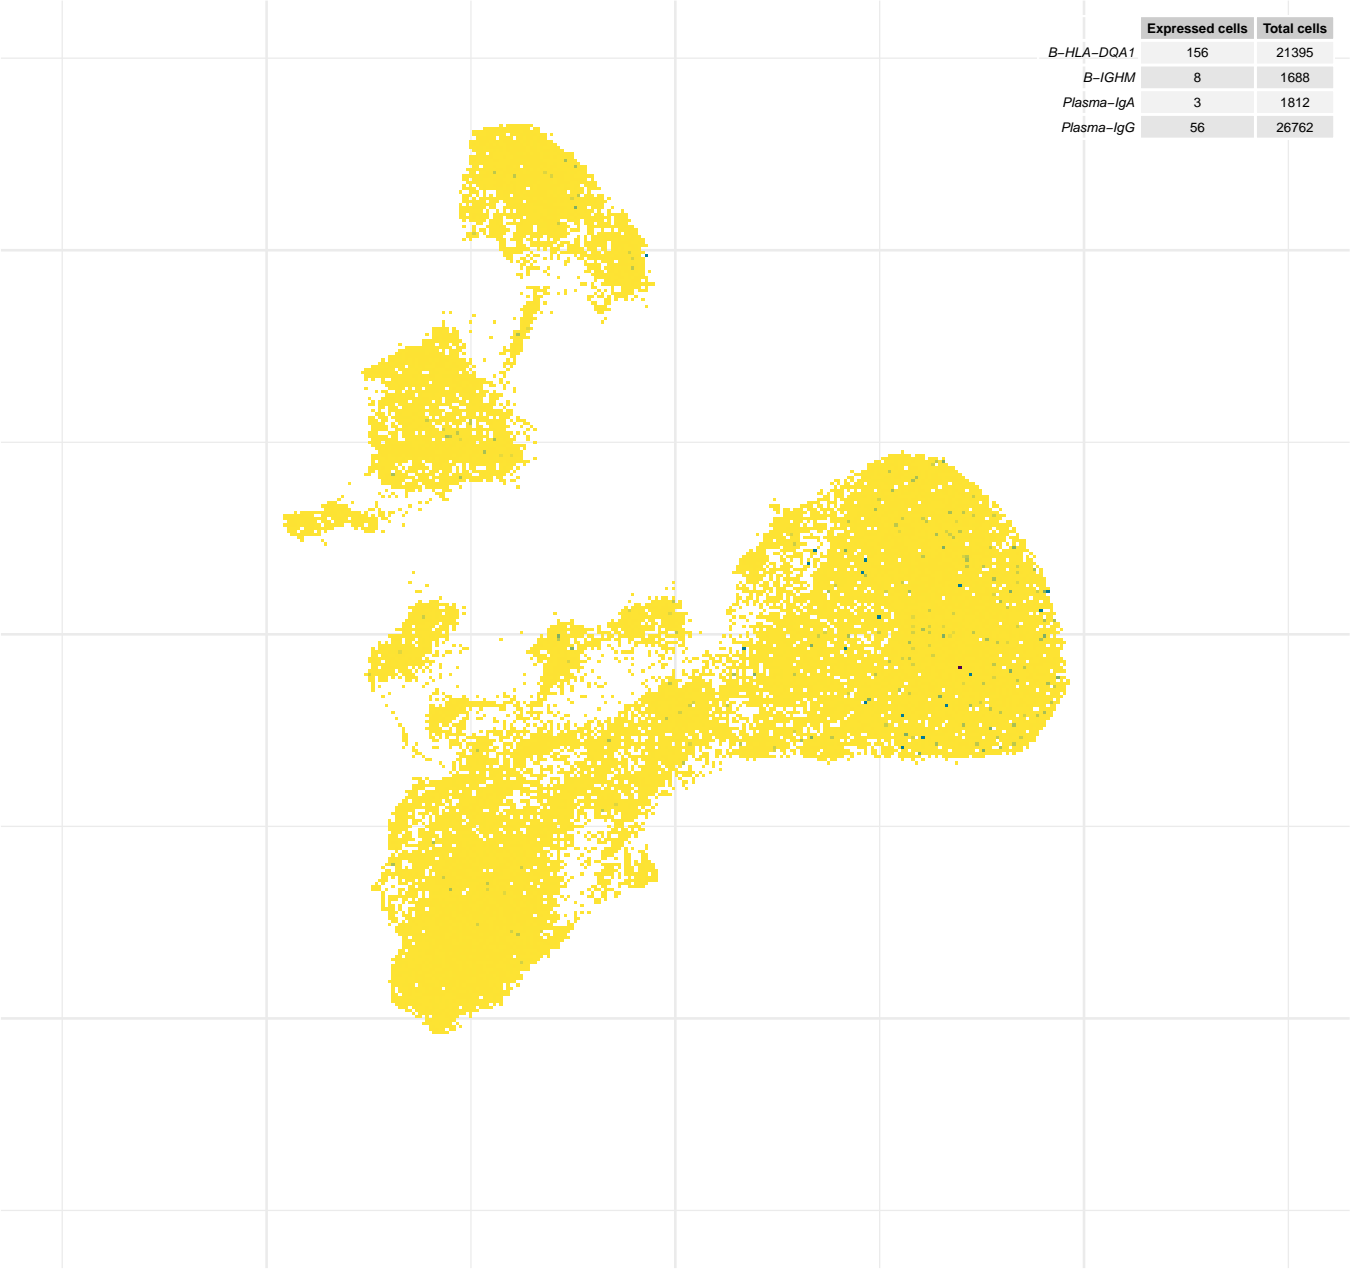 Expressed cells Total cells
B−HLA−DQA1 156 21395
B−IGHM 8 1688
Plasma−IgA 3 1812
Plasma−IgG 56 26762